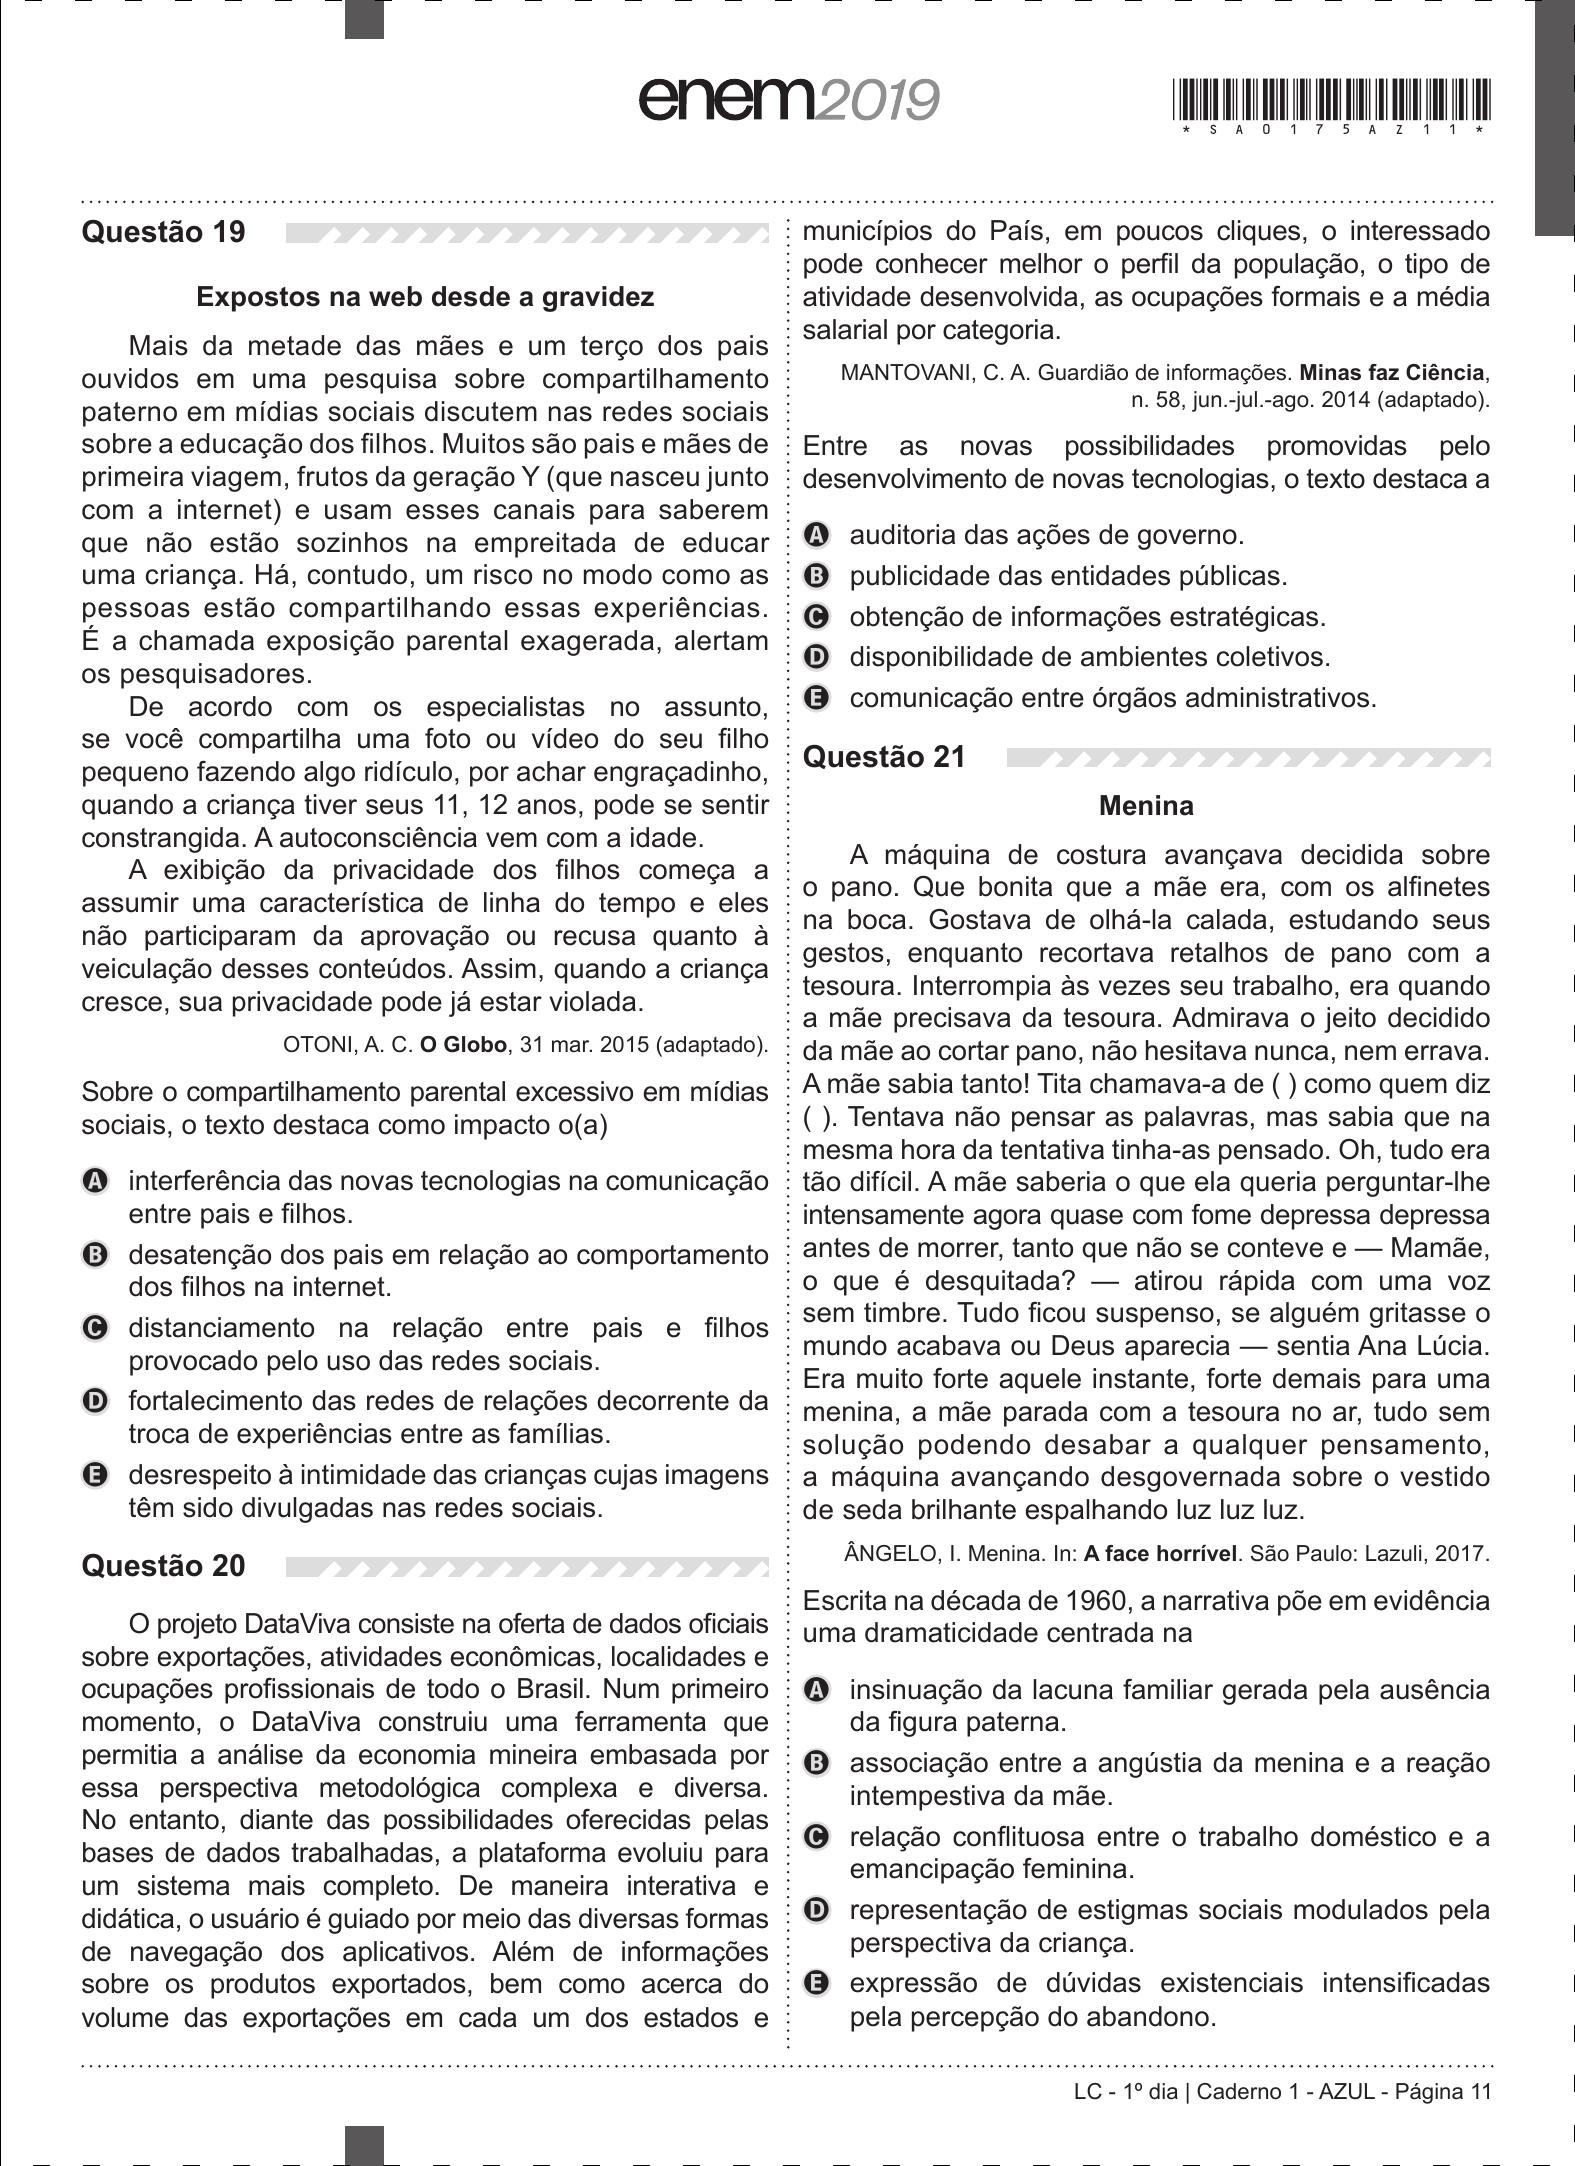 enem2019
*SA0175AZ11*
Questão 19
Expostos na web desde a gravidez
Mais da metade das mães e um terço dos pais
ouvidos em uma pesquisa sobre compartilhamento
paterno em mídias sociais discutem nas redes sociais
sobre a educação dos filhos. Muitos são pais e mães de
primeira viagem, frutos da geração Y (que nasceu junto
com a internet) e usam esses canais para saberem
que não estão sozinhos na empreitada de educar
uma criança. Há, contudo, um risco no modo como as
pessoas estão compartilhando essas experiências.
É a chamada exposição parental exagerada, alertam
os pesquisadores.
De acordo com os especialistas no assunto,
se você compartilha uma foto ou vídeo do seu filho
pequeno fazendo algo ridículo, por achar engraçadinho,
quando a criança tiver seus 11, 12 anos, pode se sentir
constrangida. A autoconsciência vem com a idade.
A exibição da privacidade dos filhos começa a
assumir uma característica de linha do tempo e eles
não participaram da aprovação ou recusa quanto à
veiculação desses conteúdos. Assim, quando a criança
cresce, sua privacidade pode já estar violada.
OTONI, A. C. O Globo, 31 mar. 2015 (adaptado).
Sobre o compartilhamento parental excessivo em mídias
sociais, o texto destaca como impacto o(a)
A interferência das novas tecnologias na comunicação
entre pais e filhos.
B desatenção dos pais em relação ao comportamento
dos filhos na internet.
C distanciamento na relação entre pais e filhos
provocado pelo uso das redes sociais.
D fortalecimento das redes de relações decorrente da
troca de experiências entre as famílias.
E desrespeito à intimidade das crianças cujas imagens
têm sido divulgadas nas redes sociais.
Questão 20
O projeto DataViva consiste na oferta de dados oficiais
sobre exportações, atividades econômicas, localidades e
ocupações profissionais de todo o Brasil. Num primeiro
momento, o DataViva construiu uma ferramenta que
permitia a análise da economia mineira embasada por
essa perspectiva metodológica complexa e diversa.
No entanto, diante das possibilidades oferecidas pelas
bases de dados trabalhadas, a plataforma evoluiu para
um sistema mais completo. De maneira interativa e
didática, o usuário é guiado por meio das diversas formas
de navegação dos aplicativos. Além de informações
sobre os produtos exportados, bem como acerca do
volume das exportações em cada um dos estados e
municípios do País, em poucos cliques, o interessado
pode conhecer melhor o perfil da população, o tipo de
atividade desenvolvida, as ocupações formais e a média
salarial por categoria.
MANTOVANI, C. A. Guardião de informações. Minas faz Ciência,
n. 58, jun.-jul.-ago. 2014 (adaptado).
Entre as novas possibilidades promovidas pelo
desenvolvimento de novas tecnologias, o texto destaca a
A auditoria das ações de governo.
B publicidade das entidades públicas.
C obtenção de informações estratégicas.
D disponibilidade de ambientes coletivos.
E comunicação entre órgãos administrativos.
Questão 21
Menina
A máquina de costura avançava decidida sobre
o pano. Que bonita que a mãe era, com os alfinetes
na boca. Gostava de olhá-la calada, estudando seus
gestos, enquanto recortava retalhos de pano com a
tesoura. Interrompia às vezes seu trabalho, era quando
a mãe precisava da tesoura. Admirava o jeito decidido
da mãe ao cortar pano, não hesitava nunca, nem errava.
A mãe sabia tanto! Tita chamava-a de ( ) como quem diz
( ). Tentava não pensar as palavras, mas sabia que na
mesma hora da tentativa tinha-as pensado. Oh, tudo era
tão difícil. A mãe saberia o que ela queria perguntar-lhe
intensamente agora quase com fome depressa depressa
antes de morrer, tanto que não se conteve e — Mamãe,
o que é desquitada? — atirou rápida com uma voz
sem timbre. Tudo ficou suspenso, se alguém gritasse o
mundo acabava ou Deus aparecia — sentia Ana Lúcia.
Era muito forte aquele instante, forte demais para uma
menina, a mãe parada com a tesoura no ar, tudo sem
solução podendo desabar a qualquer pensamento,
a máquina avançando desgovernada sobre o vestido
de seda brilhante espalhando luz luz luz.
ÂNGELO, I. Menina. In: A face horrível. São Paulo: Lazuli, 2017.
Escrita na década de 1960, a narrativa põe em evidência
uma dramaticidade centrada na
A insinuação da lacuna familiar gerada pela ausência
da figura paterna.
B associação entre a angústia da menina e a reação
intempestiva da mãe.
C relação conflituosa entre o trabalho doméstico e a
emancipação feminina.
D representação de estigmas sociais modulados pela
perspectiva da criança.
E expressão de dúvidas existenciais intensificadas
pela percepção do abandono.
LC - 1º dia | Caderno 1 - AZUL - Página 11